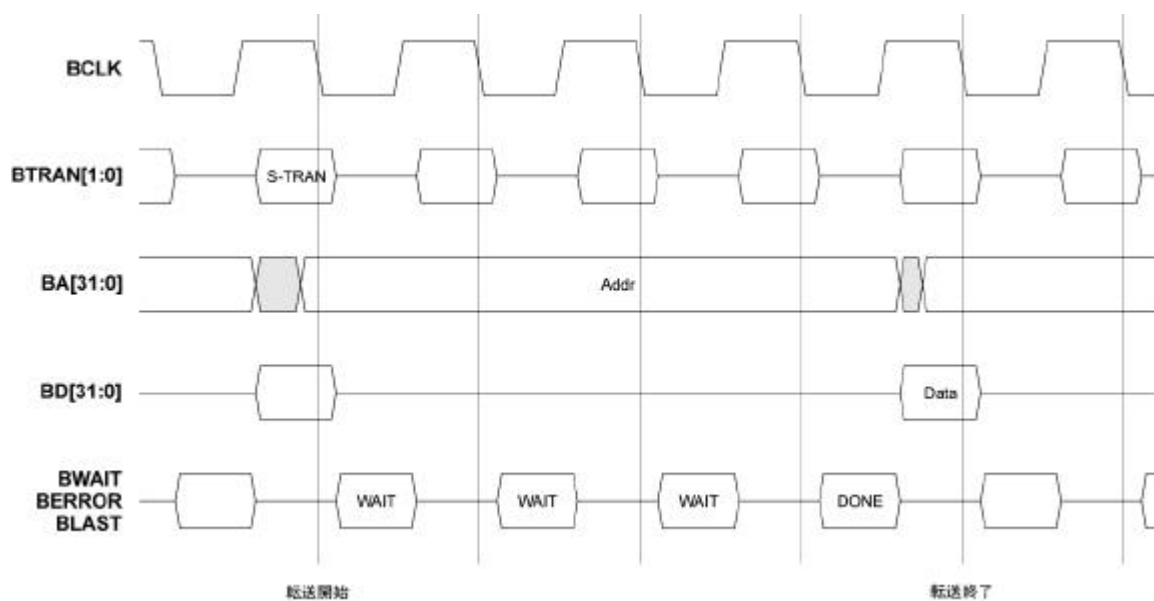 BCLK
BTRAN[1:0]
S-TRAN
BA[31:0]
Addr
BD[31:0]
Data
BWAIT
BERROR
BLAST
WAIT
WAIT
WAIT
DONE
転送開始
転送終了